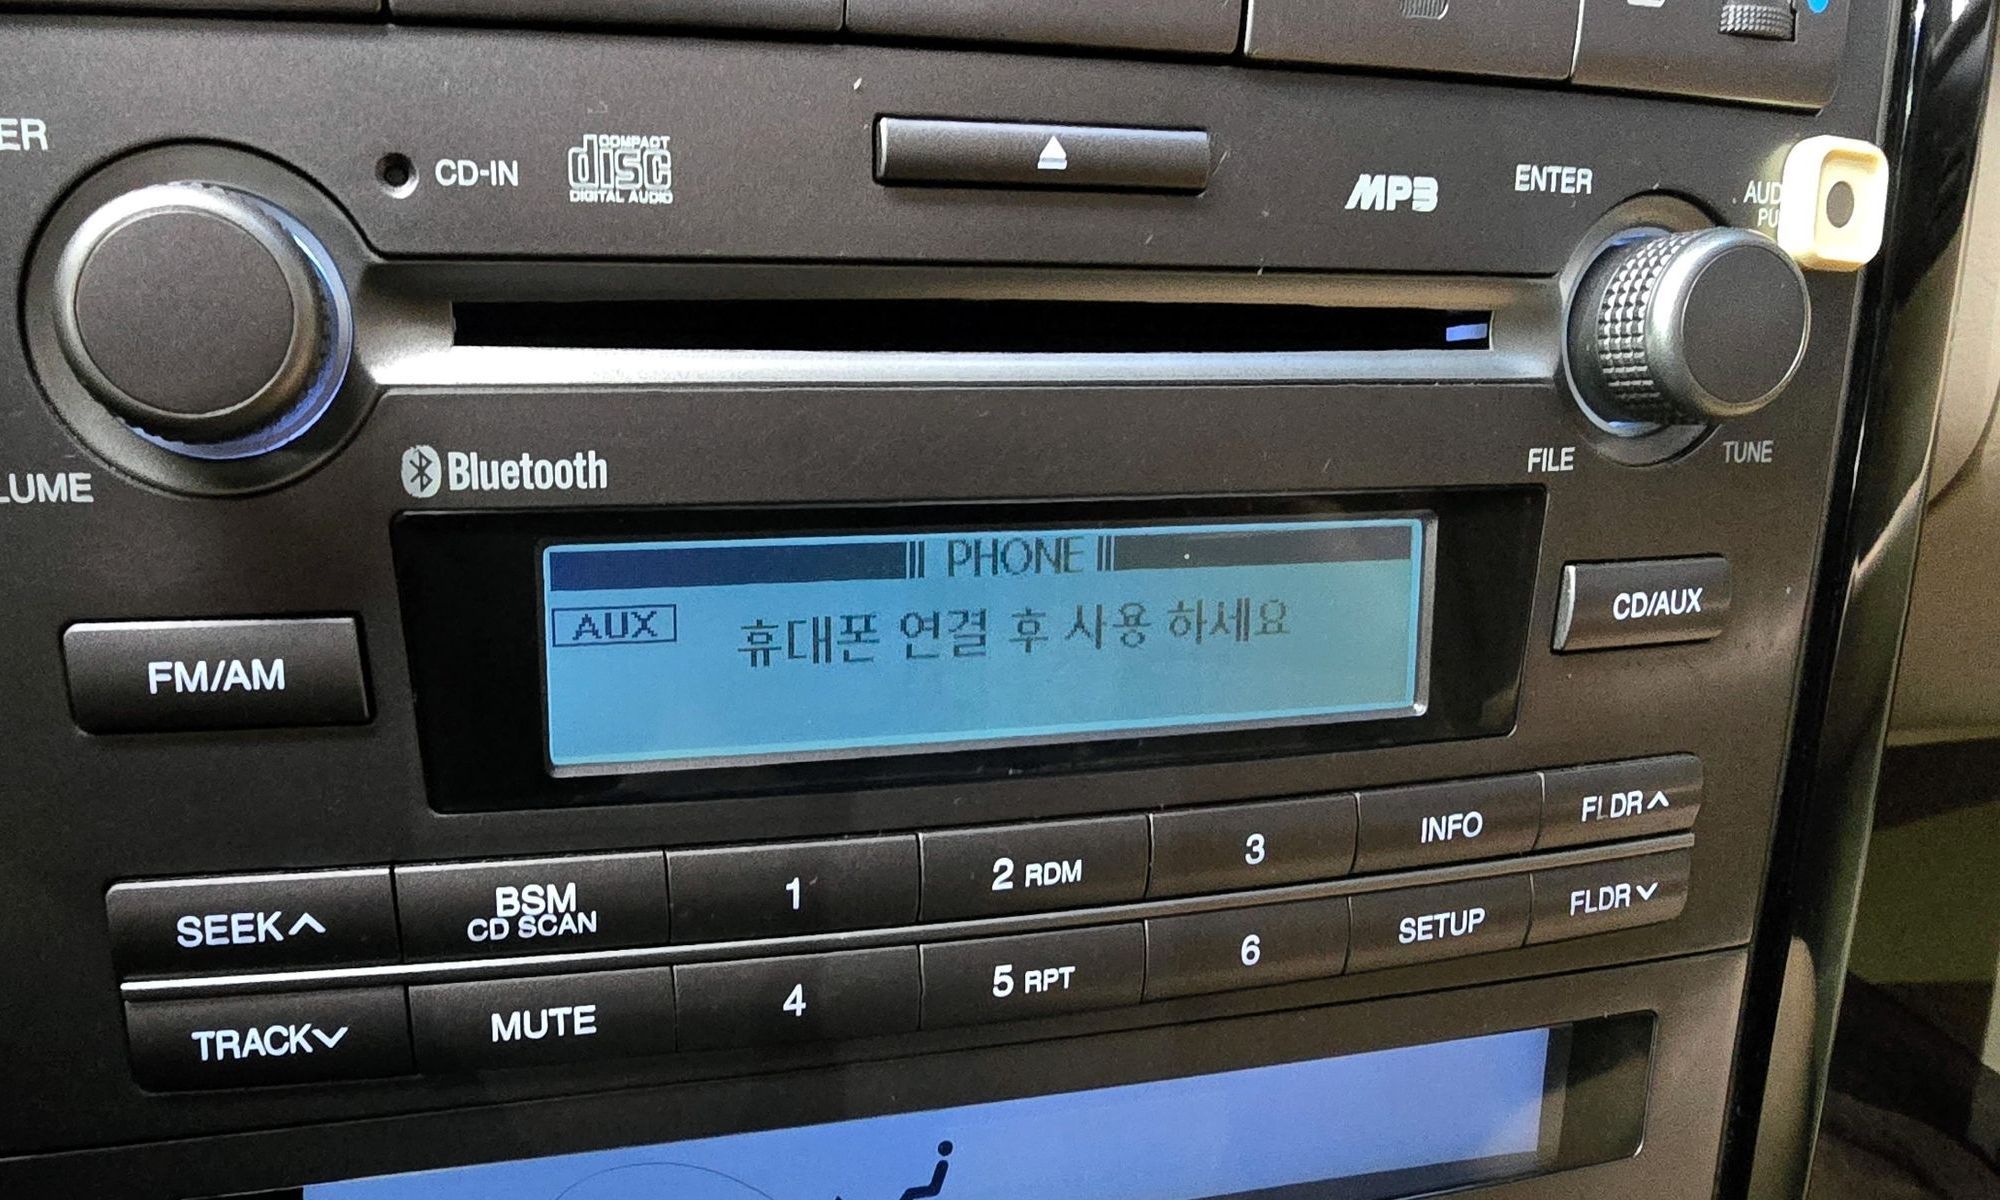 CD-IN
COMPACT
disc
DIGITAL AUDIO
MP3
ENTER
FILE
TUNE
Bluetooth
PHONE
AUX
휴대폰 연결 후 사용 하세요
FM/AM
CD/AUX
SEEK
BSM
CD SCAN
1
2 RDM
3
INFO
FLDR
TRACK
MUTE
4
5 RPT
6
SETUP
FLDR